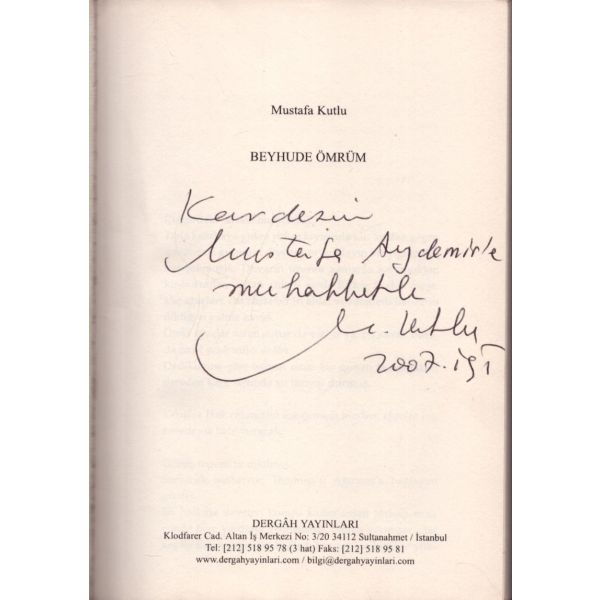 Mustafa Kutlu
BEYHUDE ÖMRÜM
Kardeşim
Mustafa Aydemir'e
muhabbetle
M. Kutlu
2007. İST
DERGÂH YAYINLARI
Klodfarer Cad. Altan İş Merkezi No: 3/20 34112 Sultanahmet / İstanbul
Tel: [212] 518 95 78 (3 hat) Faks: [212] 518 95 81
www.dergahyayinlari.com / bilgi@dergahyayinlari.com